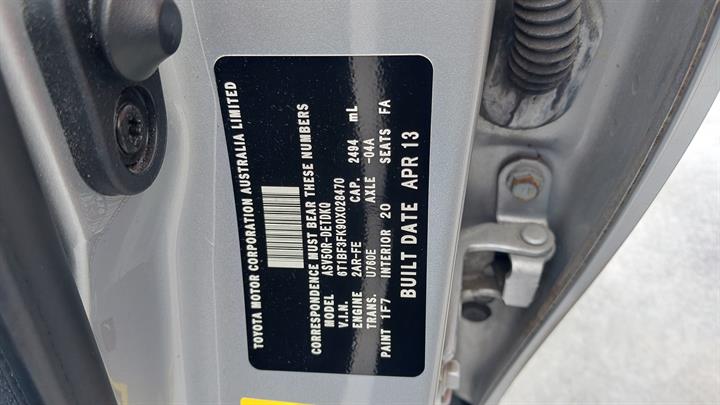 TOYOTA MOTOR CORPORATION AUSTRALIA LIMITED
CORRESPONDENCE MUST BEAR THESE NUMBERS
MODEL ASV50R-DETDKQ
V.I.N. 6T1BF3FK90X028470
ENGINE 2AR-FE CAP. 2494 mL
TRANS. U760E AXLE -04A
PAINT 1F7 INTERIOR 20 SEATS FA
BUILT DATE APR 13